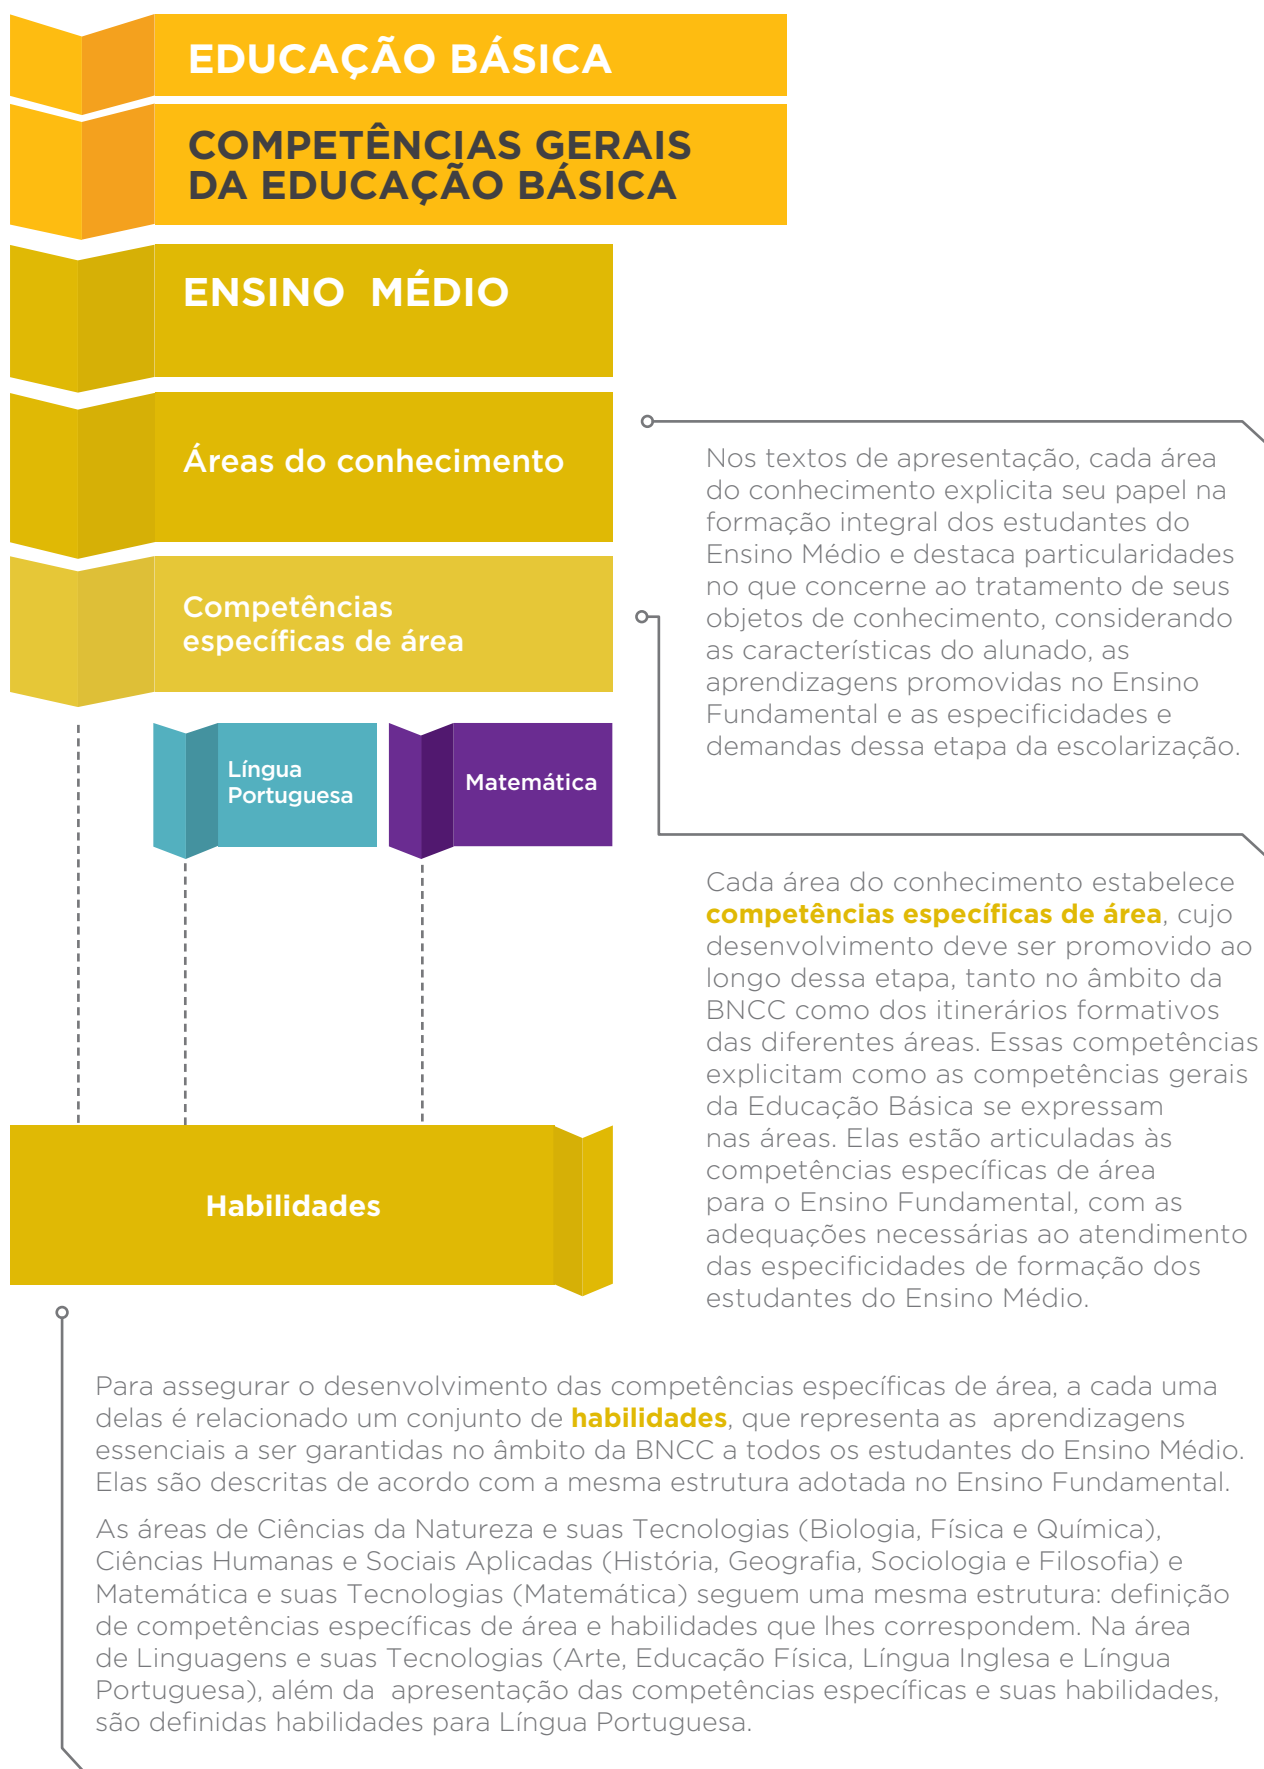 EDUCAÇÃO BÁSICA
COMPETÊNCIAS GERAIS
DA EDUCAÇÃO BÁSICA
ENSINO MÉDIO
Áreas do conhecimento
Competências
específicas de área
Língua
Portuguesa
Matemática
Habilidades
Nos textos de apresentação, cada área
do conhecimento explicita seu papel na
formação integral dos estudantes do
Ensino Médio e destaca particularidades
no que concerne ao tratamento de seus
objetos de conhecimento, considerando
as características do alunado, as
aprendizagens promovidas no Ensino
Fundamental e as especificidades e
demandas dessa etapa da escolarização.
Cada área do conhecimento estabelece
competências específicas de área, cujo
desenvolvimento deve ser promovido ao
longo dessa etapa, tanto no âmbito da
BNCC como dos itinerários formativos
das diferentes áreas. Essas competências
explicitam como as competências gerais
da Educação Básica se expressam
nas áreas. Elas estão articuladas às
competências específicas de área
para o Ensino Fundamental, com as
adequações necessárias ao atendimento
das especificidades de formação dos
estudantes do Ensino Médio.
Para assegurar o desenvolvimento das competências específicas de área, a cada uma
delas é relacionado um conjunto de habilidades, que representa as aprendizagens
essenciais a ser garantidas no âmbito da BNCC a todos os estudantes do Ensino Médio.
Elas são descritas de acordo com a mesma estrutura adotada no Ensino Fundamental.
As áreas de Ciências da Natureza e suas Tecnologias (Biologia, Física e Química),
Ciências Humanas e Sociais Aplicadas (História, Geografia, Sociologia e Filosofia) e
Matemática e suas Tecnologias (Matemática) seguem uma mesma estrutura: definição
de competências específicas de área e habilidades que lhes correspondem. Na área
de Linguagens e suas Tecnologias (Arte, Educação Física, Língua Inglesa e Língua
Portuguesa), além da apresentação das competências específicas e suas habilidades,
são definidas habilidades para Língua Portuguesa.